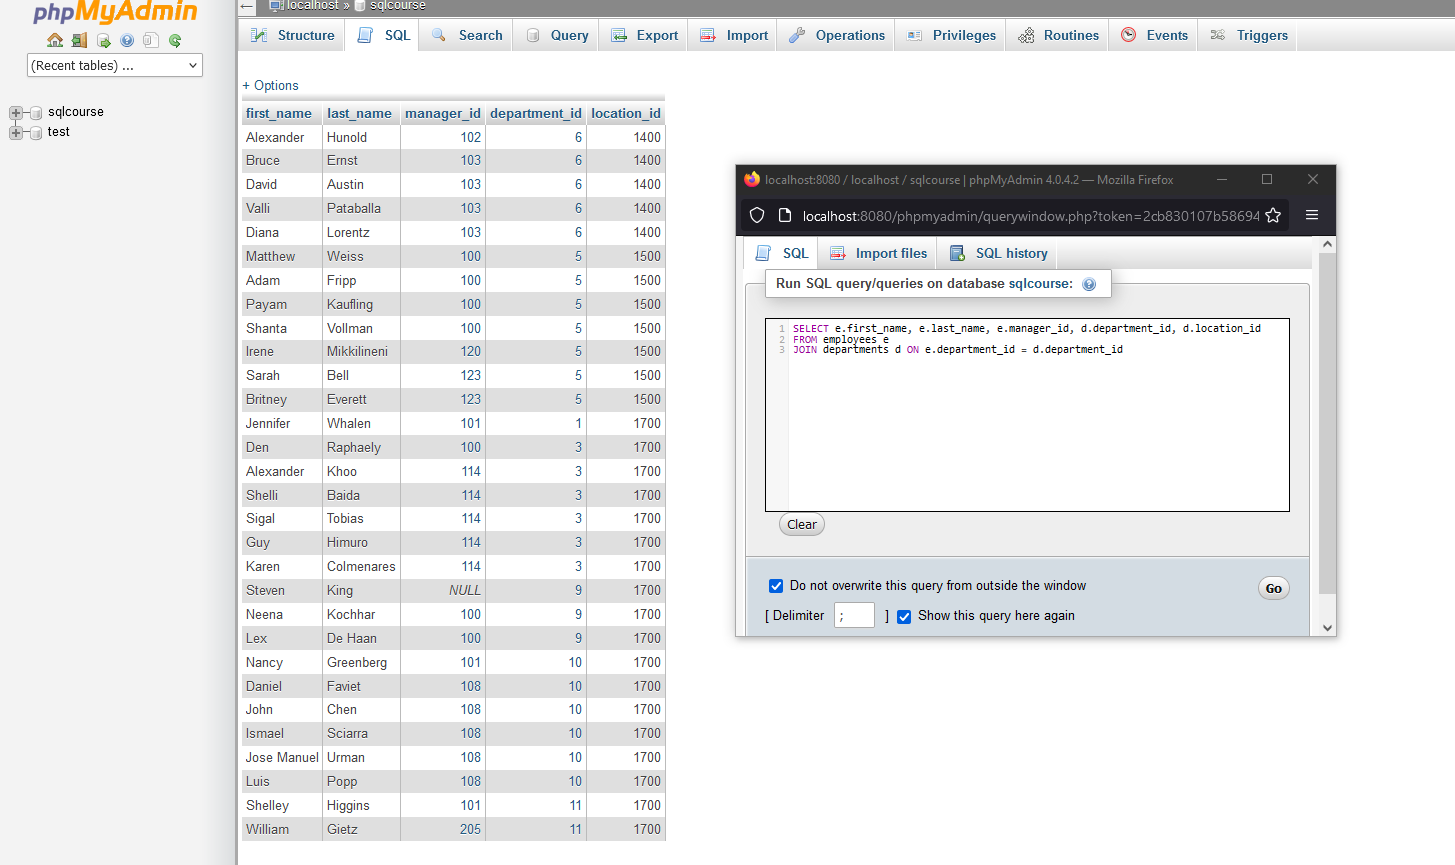 phpMyAdmin
(Recent tables) ...
sqlcourse
test
localhost » sqlcourse
Structure SQL Search Query Export Import Operations Privileges Routines Events Triggers
+ Options
first_name last_name manager_id department_id location_id
Alexander Hunold 102 6 1400
Bruce Ernst 103 6 1400
David Austin 103 6 1400
Valli Pataballa 103 6 1400
Diana Lorentz 103 6 1400
Matthew Weiss 100 5 1500
Adam Fripp 100 5 1500
Payam Kaufling 100 5 1500
Shanta Vollman 100 5 1500
Irene Mikkilineni 120 5 1500
Sarah Bell 123 5 1500
Britney Everett 123 5 1500
Jennifer Whalen 101 1 1700
Den Raphaely 100 3 1700
Alexander Khoo 114 3 1700
Shelli Baida 114 3 1700
Sigal Tobias 114 3 1700
Guy Himuro 114 3 1700
Karen Colmenares 114 3 1700
Steven King NULL 9 1700
Neena Kochhar 100 9 1700
Lex De Haan 100 9 1700
Nancy Greenberg 101 10 1700
Daniel Faviet 108 10 1700
John Chen 108 10 1700
Ismael Sciarra 108 10 1700
Jose Manuel Urman 108 10 1700
Luis Popp 108 10 1700
Shelley Higgins 101 11 1700
William Gietz 205 11 1700
localhost:8080 / localhost / sqlcourse | phpMyAdmin 4.0.4.2 — Mozilla Firefox
localhost:8080/phpmyadmin/querywindow.php?token=2cb830107b58694
SQL Import files SQL history
Run SQL query/queries on database sqlcourse:
1 SELECT e.first_name, e.last_name, e.manager_id, d.department_id, d.location_id
2 FROM employees e
3 JOIN departments d ON e.department_id = d.department_id
Clear
Do not overwrite this query from outside the window
Go
[ Delimiter ; ] Show this query here again